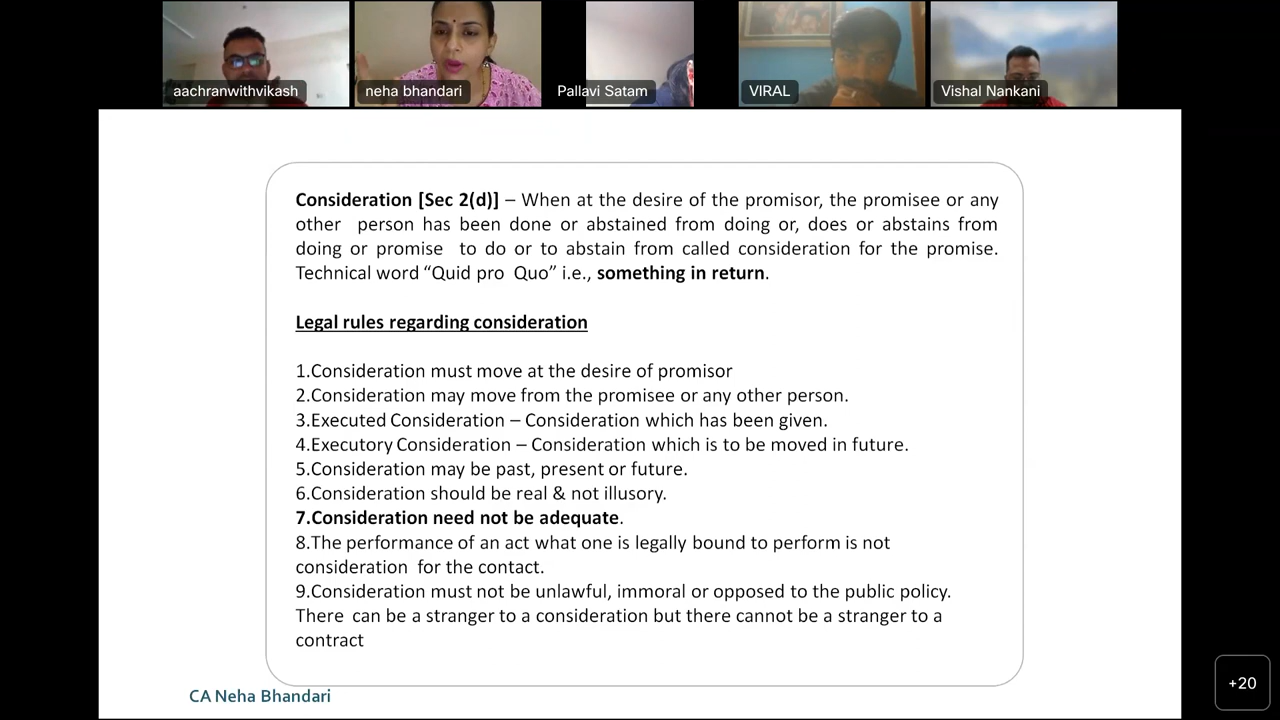 aachranwithvikash
neha bhandari
Pallavi Satam
VIRAL
Vishal Nankani
Consideration [Sec 2(d)] – When at the desire of the promisor, the promisee or any
other person has been done or abstained from doing or, does or abstains from
doing or promise to do or to abstain from called consideration for the promise.
Technical word “Quid pro Quo” i.e., something in return.
Legal rules regarding consideration
1.Consideration must move at the desire of promisor
2.Consideration may move from the promisee or any other person.
3.Executed Consideration – Consideration which has been given.
4.Executory Consideration – Consideration which is to be moved in future.
5.Consideration may be past, present or future.
6.Consideration should be real & not illusory.
7.Consideration need not be adequate.
8.The performance of an act what one is legally bound to perform is not
consideration for the contact.
9.Consideration must not be unlawful, immoral or opposed to the public policy.
There can be a stranger to a consideration but there cannot be a stranger to a
contract
CA Neha Bhandari
+20